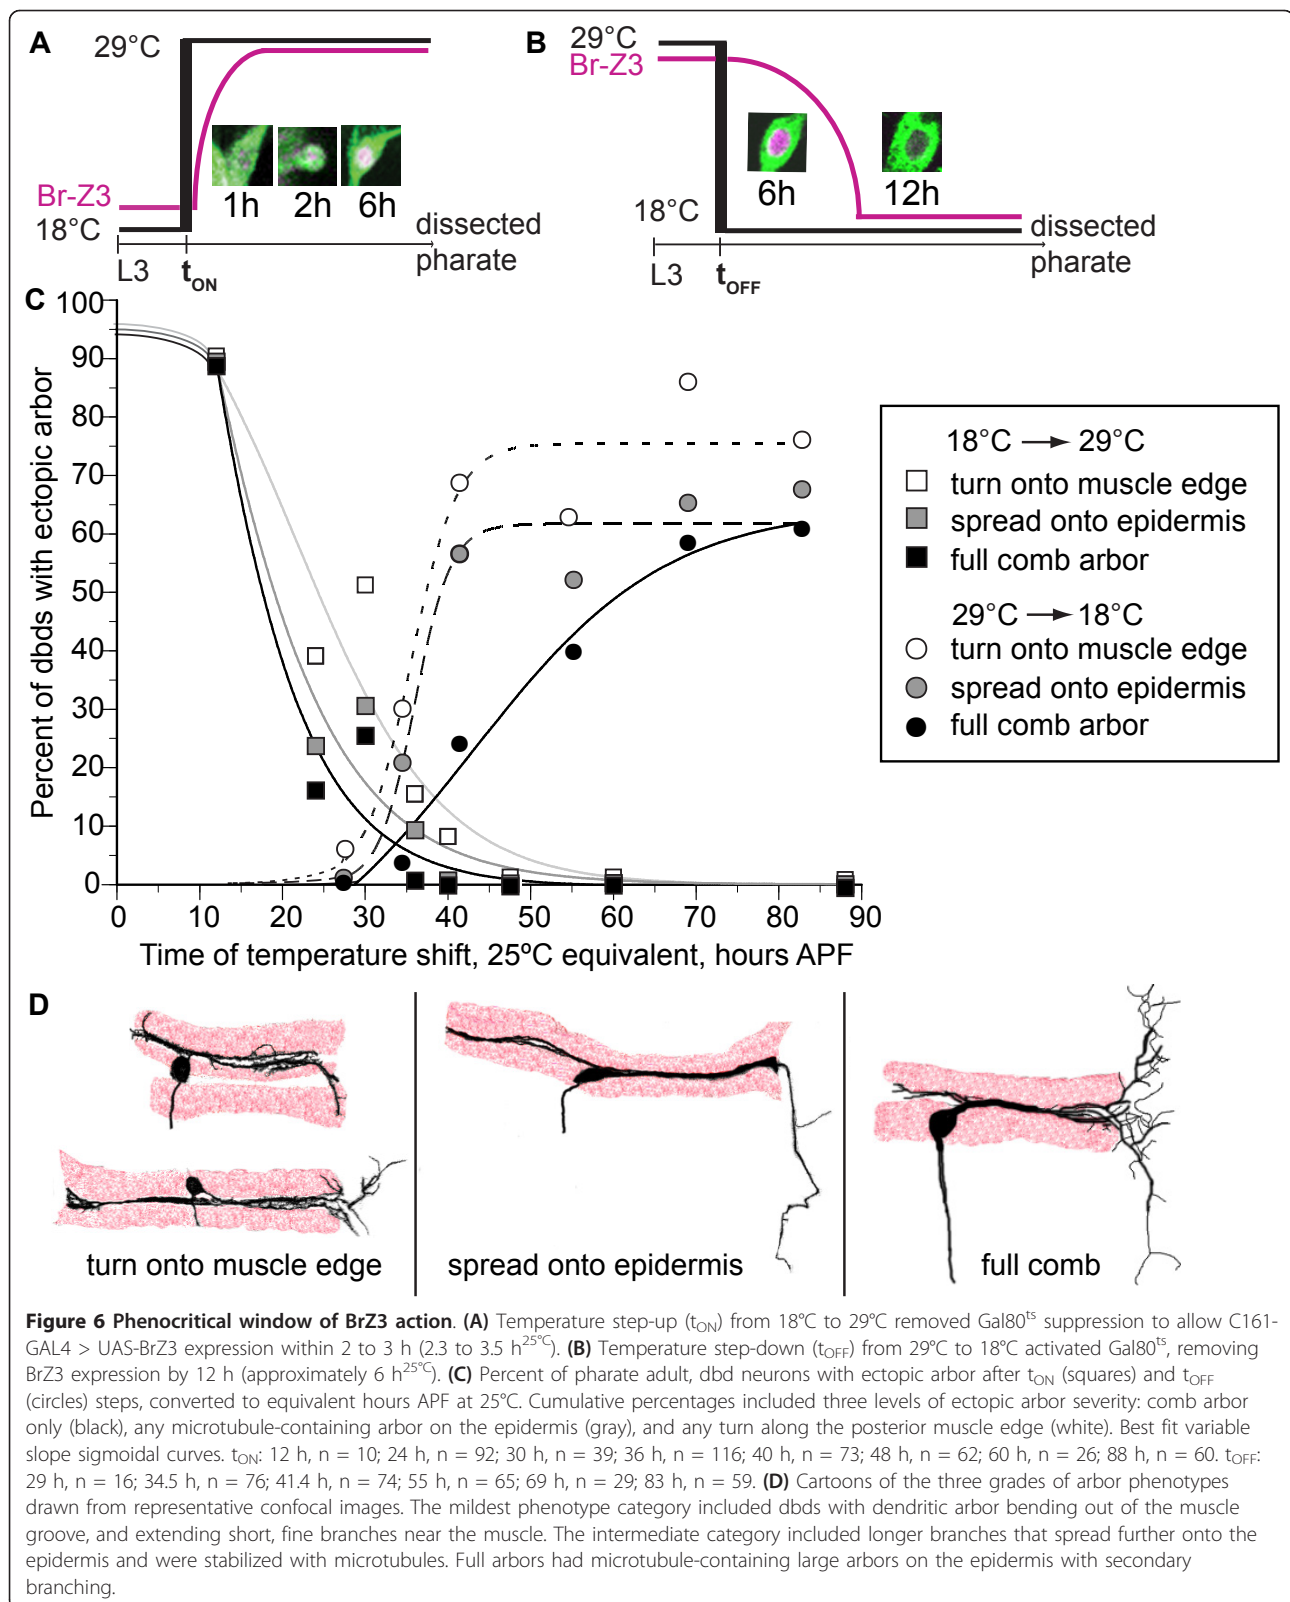 A
29°C
Br-Z3
18°C
1h 2h 6h
dissected
pharate
L3
tON
B
29°C
Br-Z3
18°C
6h 12h
dissected
pharate
L3
tOFF
C
Percent of dbds with ectopic arbor
100
90
80
70
60
50
40
30
20
10
0
0 10 20 30 40 50 60 70 80 90
Time of temperature shift, 25ºC equivalent, hours APF
18°C → 29°C
turn onto muscle edge
spread onto epidermis
full comb arbor
29°C → 18°C
turn onto muscle edge
spread onto epidermis
full comb arbor
D
turn onto muscle edge
spread onto epidermis
full comb
Figure 6 Phenocritical window of BrZ3 action. (A) Temperature step-up (tON) from 18°C to 29°C removed Gal80ts suppression to allow C161-
GAL4 > UAS-BrZ3 expression within 2 to 3 h (2.3 to 3.5 h25°C). (B) Temperature step-down (tOFF) from 29°C to 18°C activated Gal80ts, removing
BrZ3 expression by 12 h (approximately 6 h25°C). (C) Percent of pharate adult, dbd neurons with ectopic arbor after tON (squares) and tOFF
(circles) steps, converted to equivalent hours APF at 25°C. Cumulative percentages included three levels of ectopic arbor severity: comb arbor
only (black), any microtubule-containing arbor on the epidermis (gray), and any turn along the posterior muscle edge (white). Best fit variable
slope sigmoidal curves. tON: 12 h, n = 10; 24 h, n = 92; 30 h, n = 39; 36 h, n = 116; 40 h, n = 73; 48 h, n = 62; 60 h, n = 26; 88 h, n = 60. tOFF:
29 h, n = 16; 34.5 h, n = 76; 41.4 h, n = 74; 55 h, n = 65; 69 h, n = 29; 83 h, n = 59. (D) Cartoons of the three grades of arbor phenotypes
drawn from representative confocal images. The mildest phenotype category included dbds with dendritic arbor bending out of the muscle
groove, and extending short, fine branches near the muscle. The intermediate category included longer branches that spread further onto the
epidermis and were stabilized with microtubules. Full arbors had microtubule-containing large arbors on the epidermis with secondary
branching.